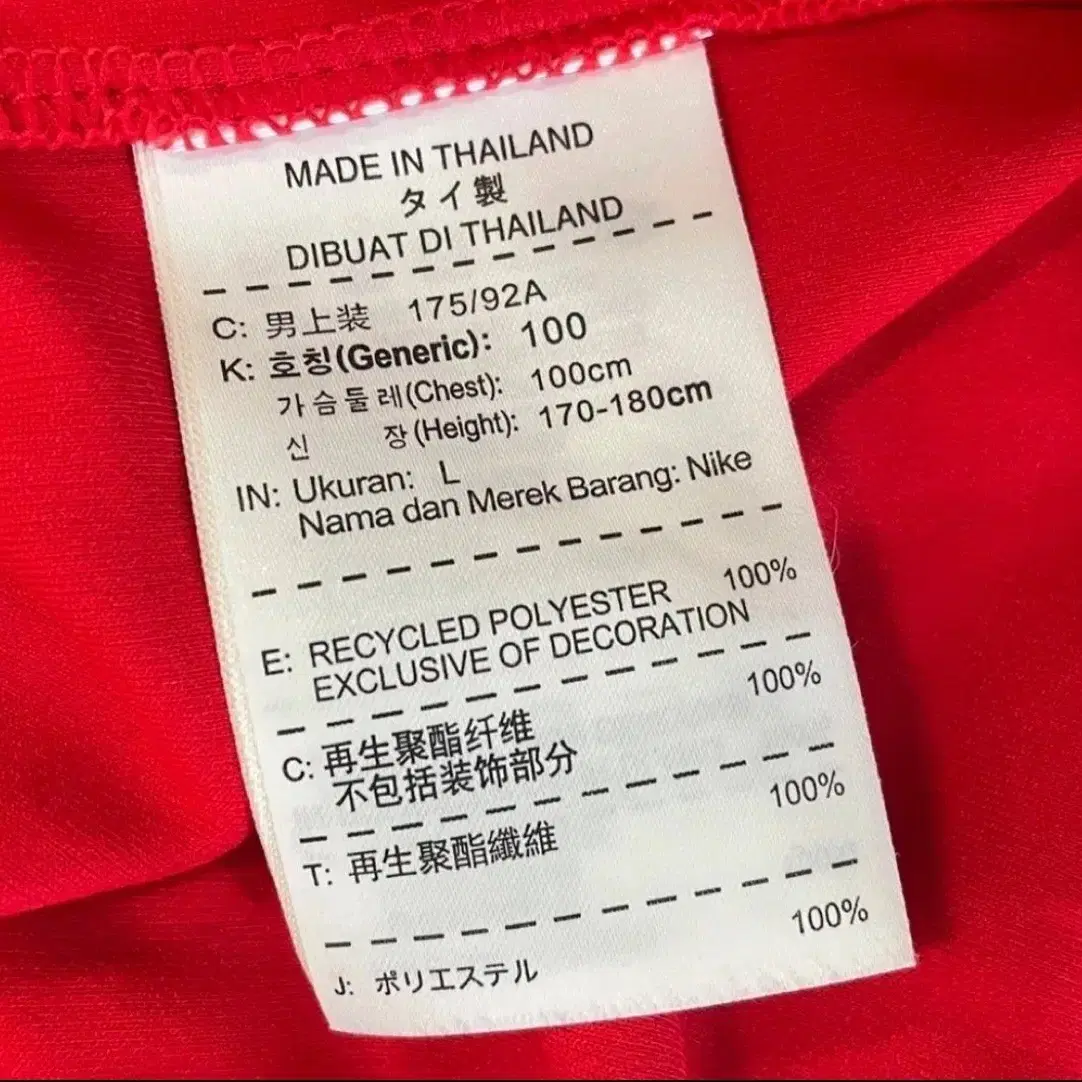 MADE IN THAILAND
タイ製
DIBUAT DI THAILAND
C: 男上装 175/92A
K: 호칭(Generic): 100
가슴둘레(Chest): 100cm
신 장(Height): 170-180cm
IN: Ukuran: L
Nama dan Merek Barang: Nike
E: RECYCLED POLYESTER 100%
EXCLUSIVE OF DECORATION
C: 再生聚酯纤维 100%
不包括装饰部分
T: 再生聚酯纖維 100%
J: ポリエステル 100%